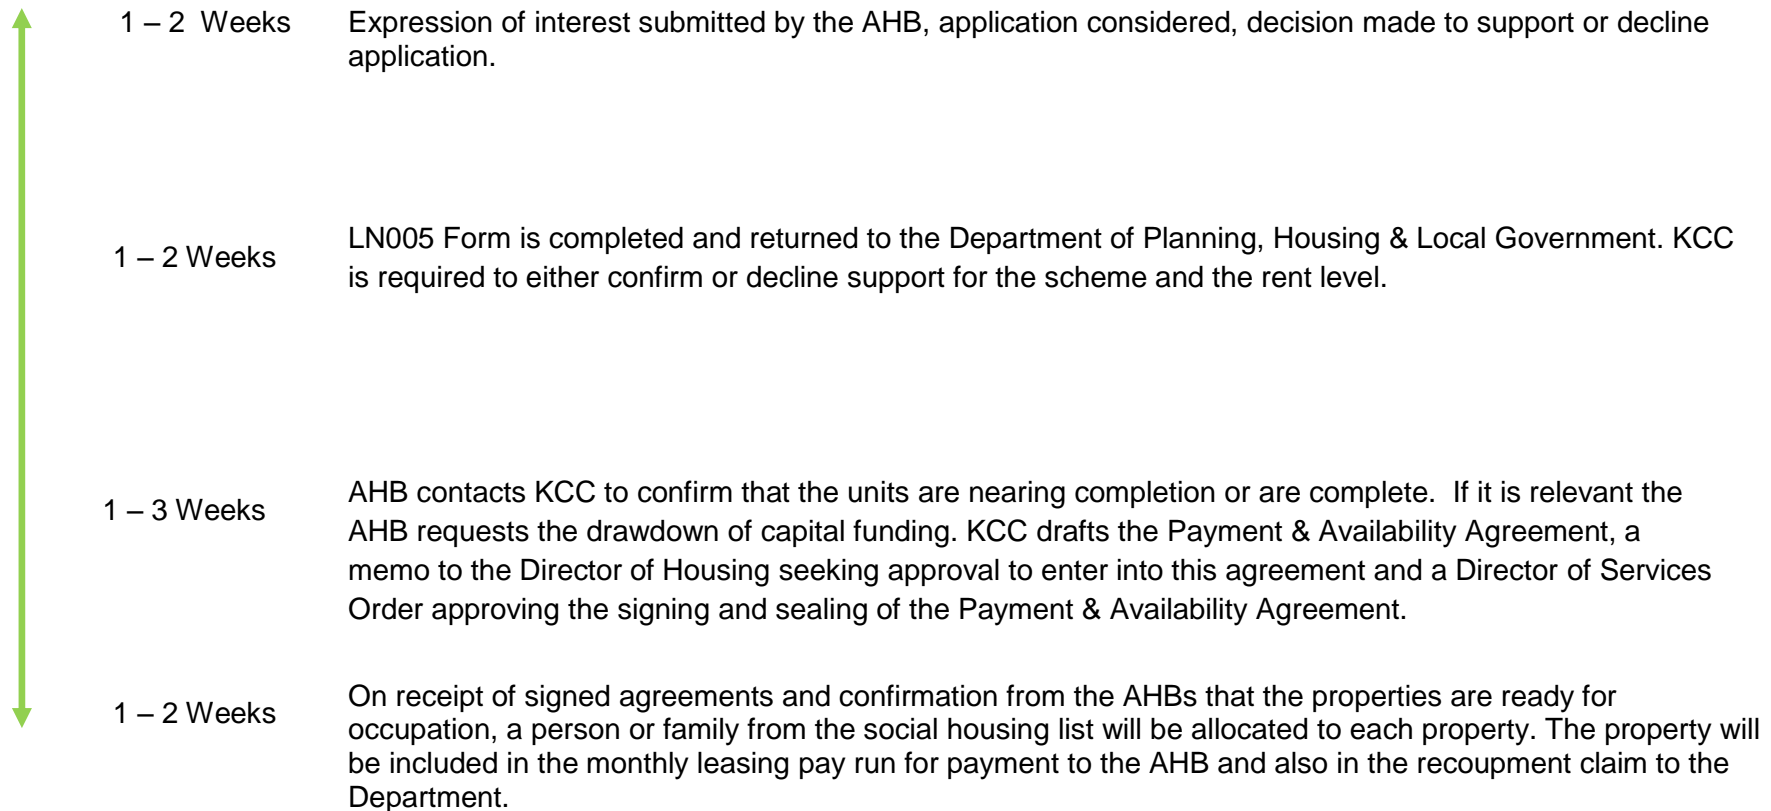 1 – 2  Weeks
Expression of interest submitted by the AHB, application considered, decision made to support or decline
application.
1 – 2 Weeks
LN005 Form is completed and returned to the Department of Planning, Housing & Local Government. KCC
is required to either confirm or decline support for the scheme and the rent level.
1 – 3 Weeks
AHB contacts KCC to confirm that the units are nearing completion or are complete.  If it is relevant the
AHB requests the drawdown of capital funding. KCC drafts the Payment & Availability Agreement, a
memo to the Director of Housing seeking approval to enter into this agreement and a Director of Services
Order approving the signing and sealing of the Payment & Availability Agreement.
1 – 2 Weeks
On receipt of signed agreements and confirmation from the AHBs that the properties are ready for
occupation, a person or family from the social housing list will be allocated to each property. The property will
be included in the monthly leasing pay run for payment to the AHB and also in the recoupment claim to the
Department.